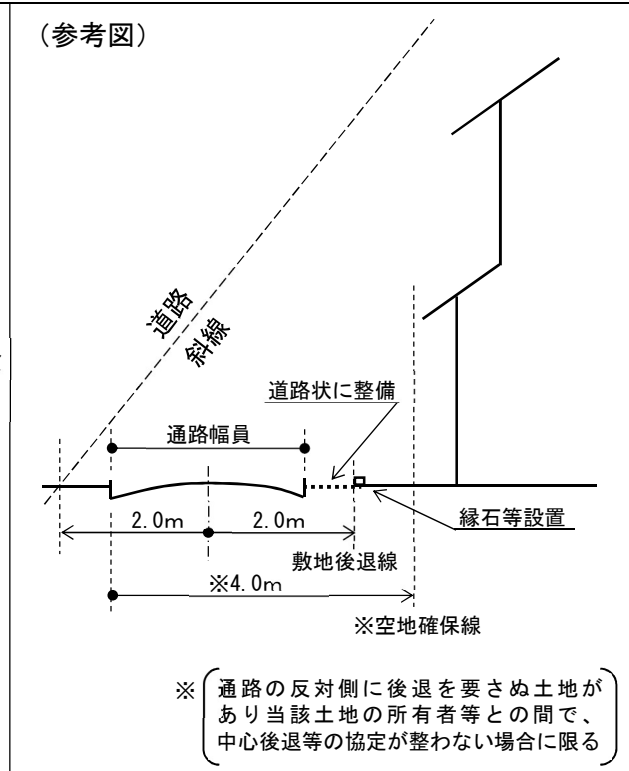 (参考図)
道路
斜線
道路状に整備
通路幅員
2.0m
2.0m
縁石等設置
敷地後退線
※4.0m
※空地確保線
※ 通路の反対側に後退を要さぬ土地が
あり当該土地の所有者等との間で、
中心後退等の協定が整わない場合に限る